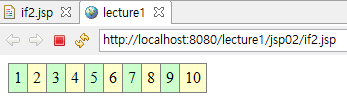 if2.jsp lecture1
http://localhost:8080/lecture1/jsp02/if2.jsp
1 2 3 4 5 6 7 8 9 10